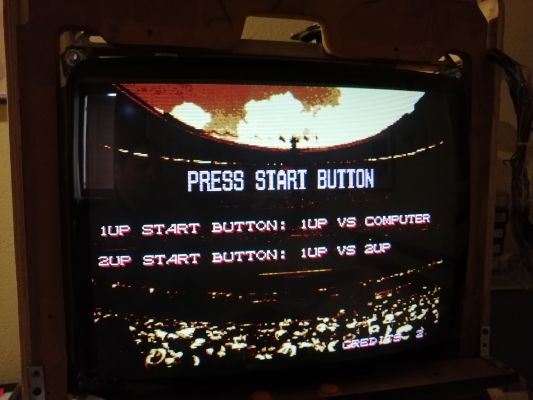 PRESS START BUTTON
1UP START BUTTON: 1UP VS COMPUTER
2UP START BUTTON: 1UP VS 2UP
CREDITS 2